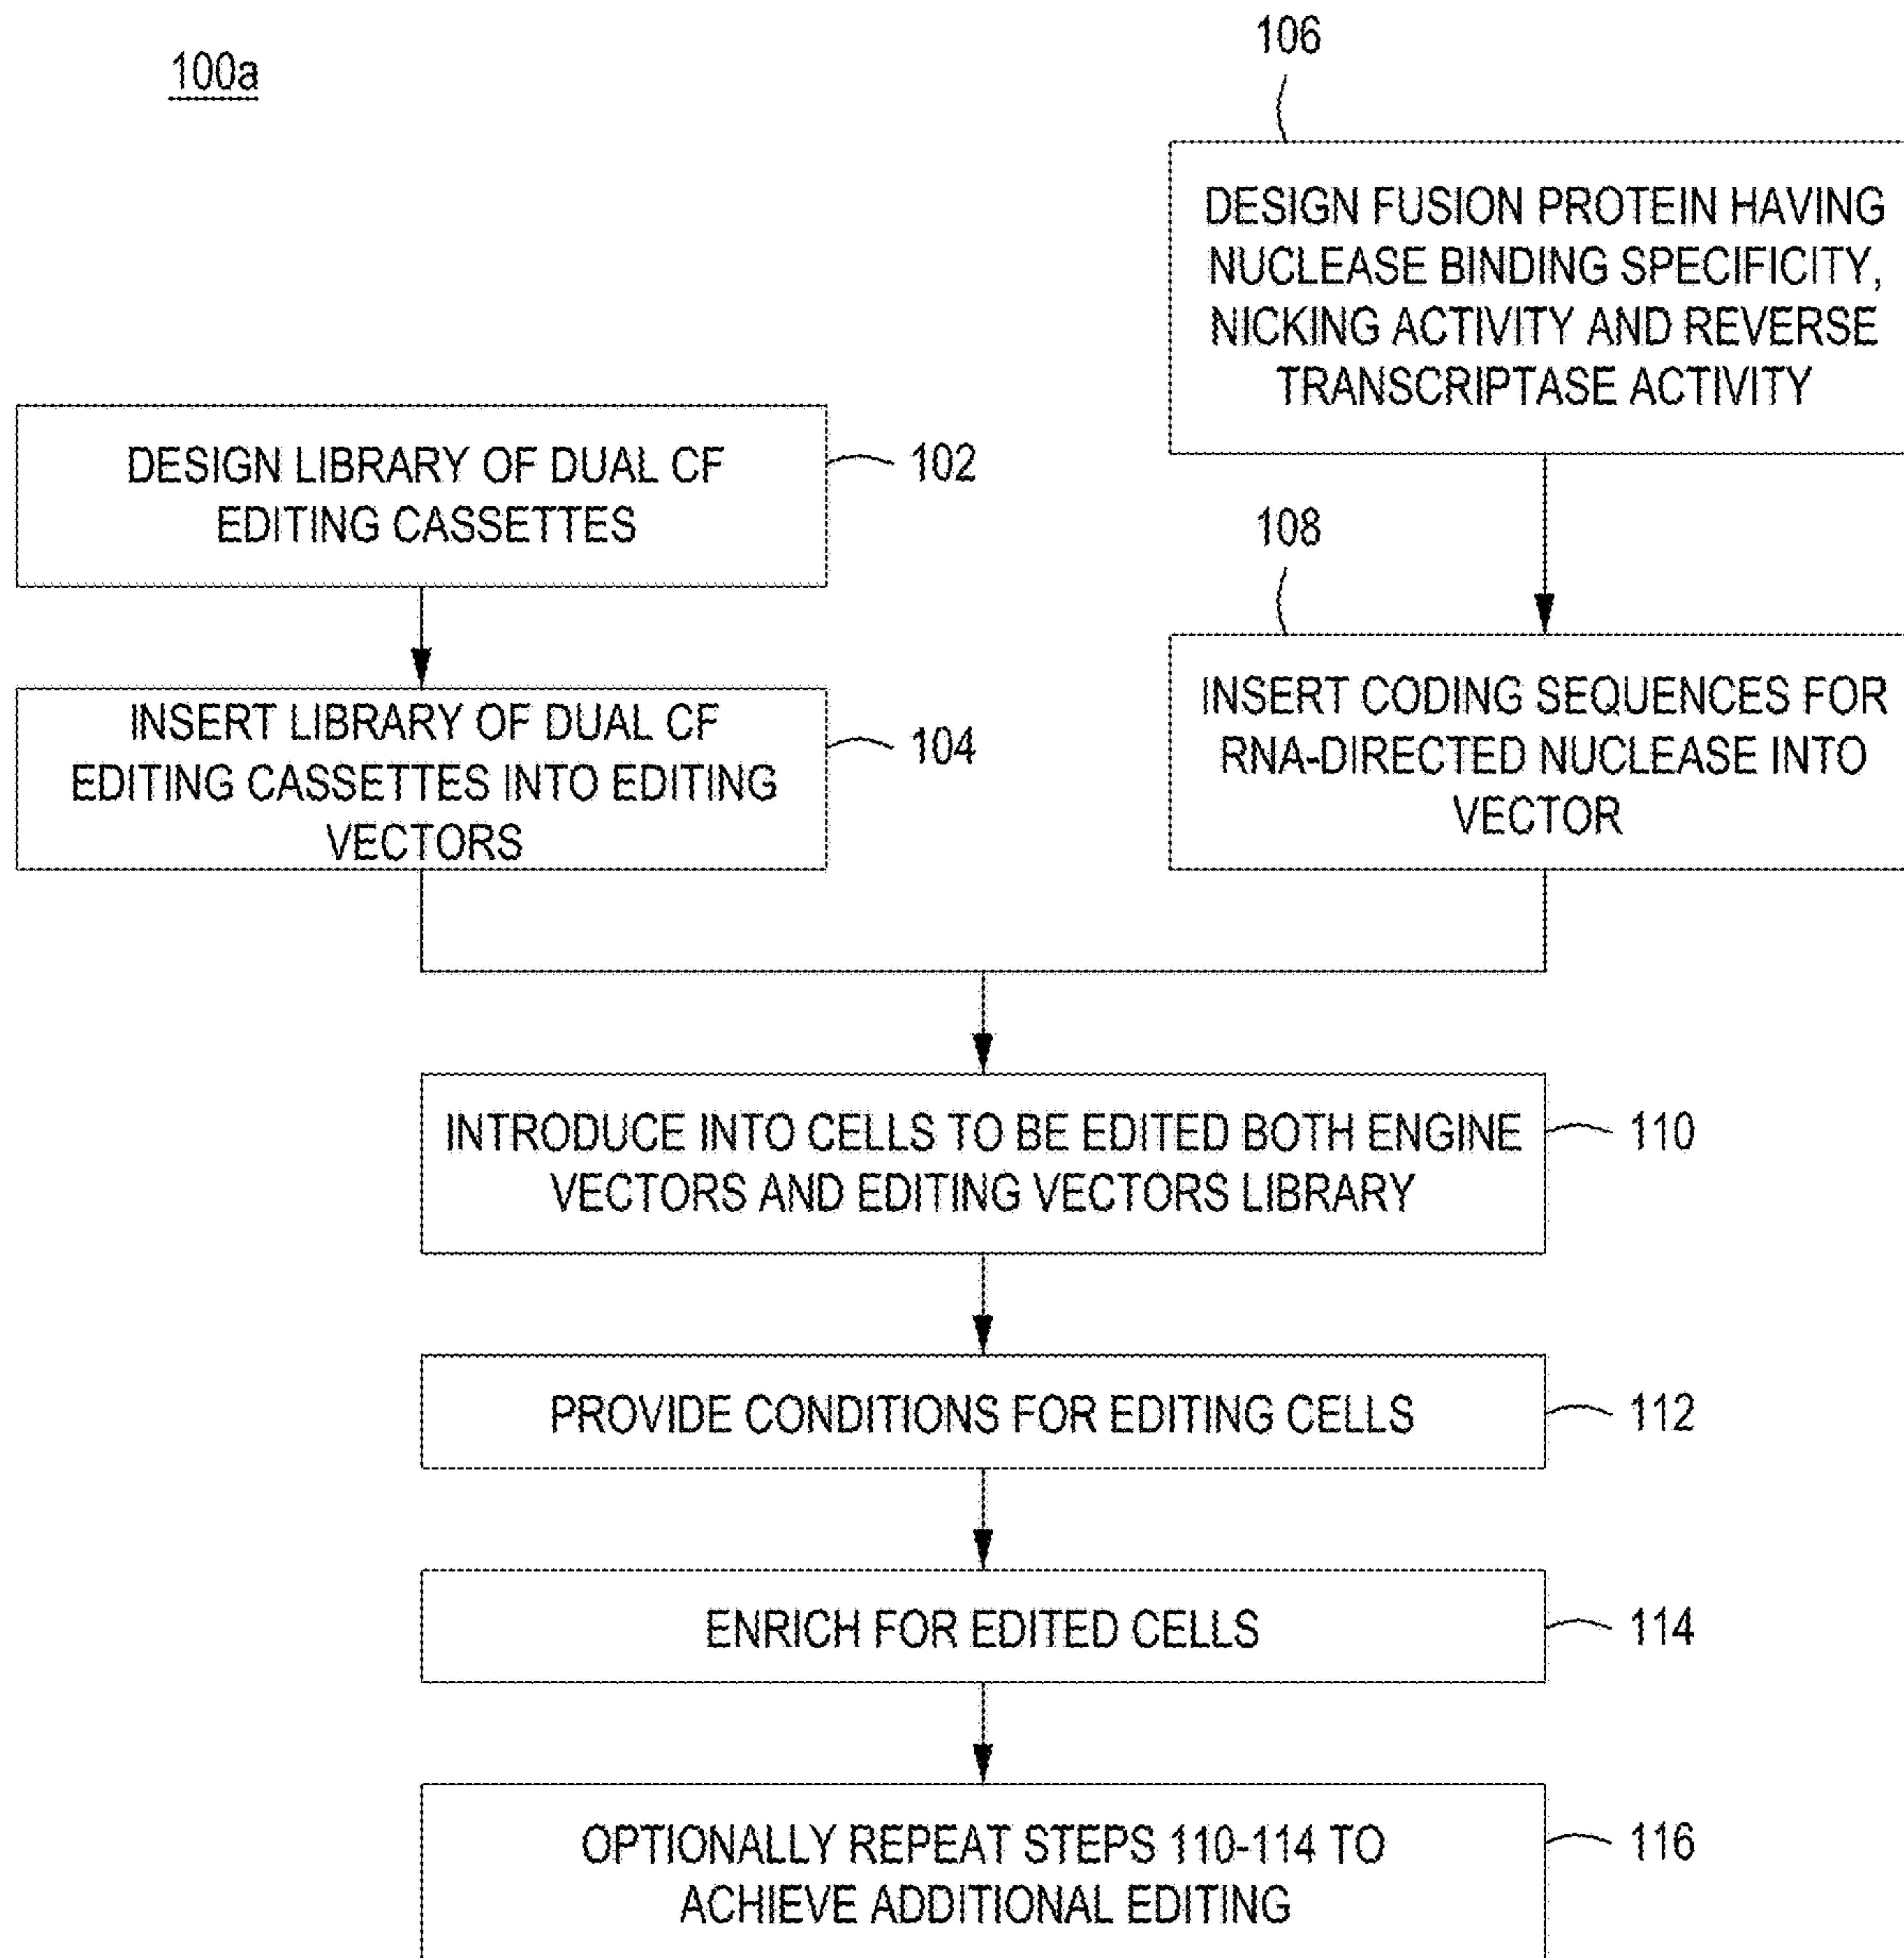 100a
106
DESIGN FUSION PROTEIN HAVING
NUCLEASE BINDING SPECIFICITY,
NICKING ACTIVITY AND REVERSE
TRANSCRIPTASE ACTIVITY
DESIGN LIBRARY OF DUAL CF
EDITING CASSETTES
102
108
INSERT LIBRARY OF DUAL CF
EDITING CASSETTES INTO EDITING
VECTORS
104
INSERT CODING SEQUENCES FOR
RNA-DIRECTED NUCLEASE INTO
VECTOR
INTRODUCE INTO CELLS TO BE EDITED BOTH ENGINE
VECTORS AND EDITING VECTORS LIBRARY
110
PROVIDE CONDITIONS FOR EDITING CELLS
112
ENRICH FOR EDITED CELLS
114
OPTIONALLY REPEAT STEPS 110-114 TO
ACHIEVE ADDITIONAL EDITING
116